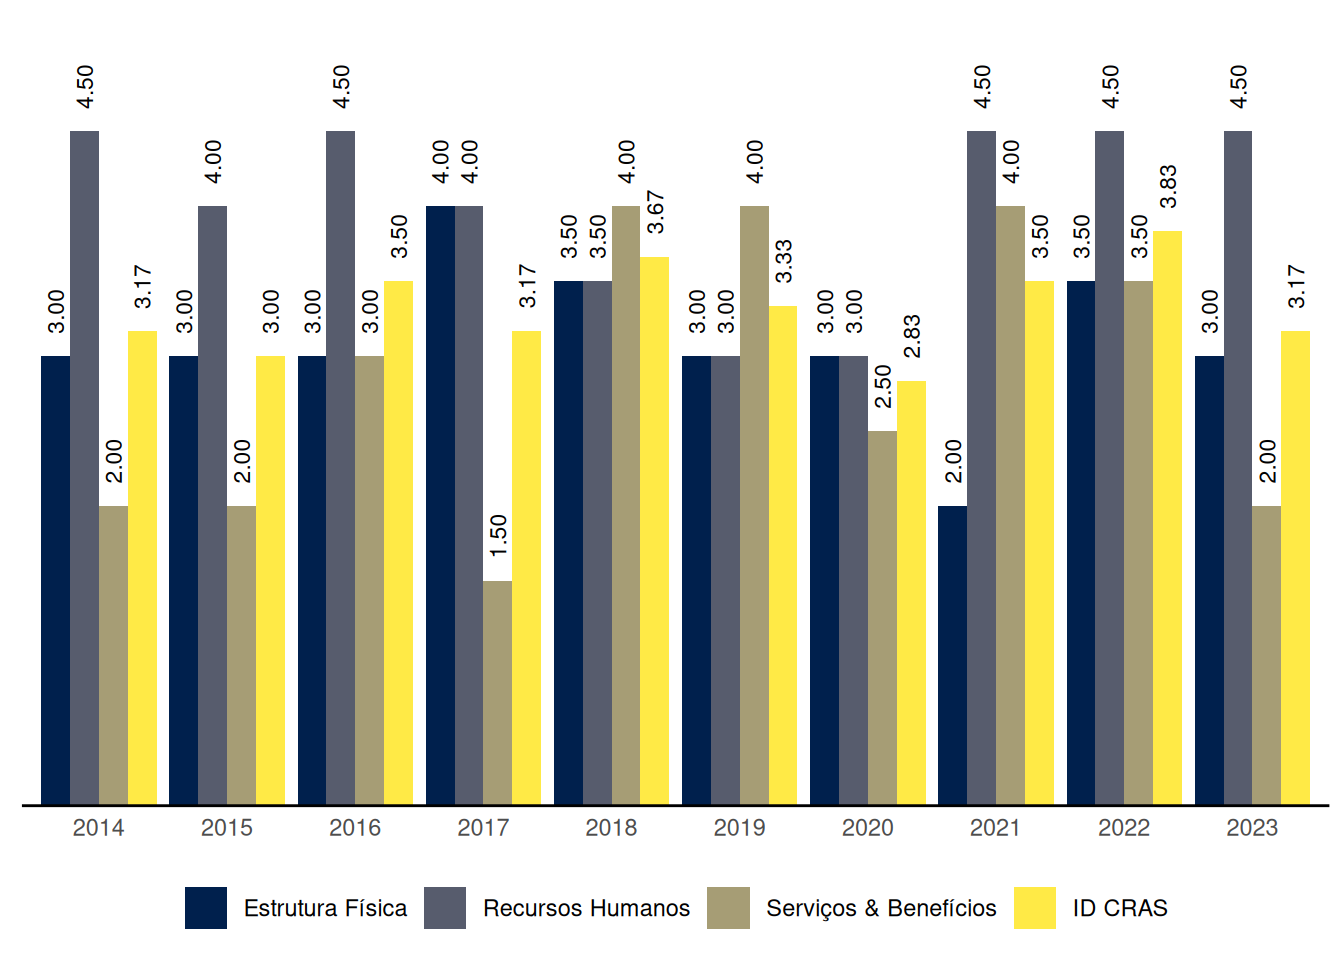 4.50 4.50 4.50 4.50 4.50
4.00 4.00 4.00 4.00 4.00 4.00
3.83
3.67
3.50 3.50 3.50 3.50 3.50 3.50
3.33
3.17 3.17 3.17
3.00 3.00 3.00 3.00 3.00 3.00 3.00 3.00 3.00 3.00
2.83
2.50
2.00 2.00 2.00 2.00
1.50
2014 2015 2016 2017 2018 2019 2020 2021 2022 2023
Estrutura Física Recursos Humanos Serviços & Benefícios ID CRAS